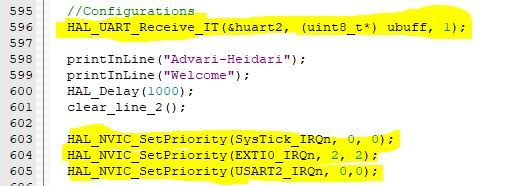 595 //Configurations
596 HAL_UART_Receive_IT(&huart2, (uint8_t*) ubuff, 1);
597
598 printInLine("Advari-Heidari");
599 printInLine("Welcome");
600 HAL_Delay(1000);
601 clear_line_2();
602
603 HAL_NVIC_SetPriority(SysTick_IRQn, 0, 0);
604 HAL_NVIC_SetPriority(EXTI0_IRQn, 2, 2);
605 HAL_NVIC_SetPriority(USART2_IRQn, 0,0);